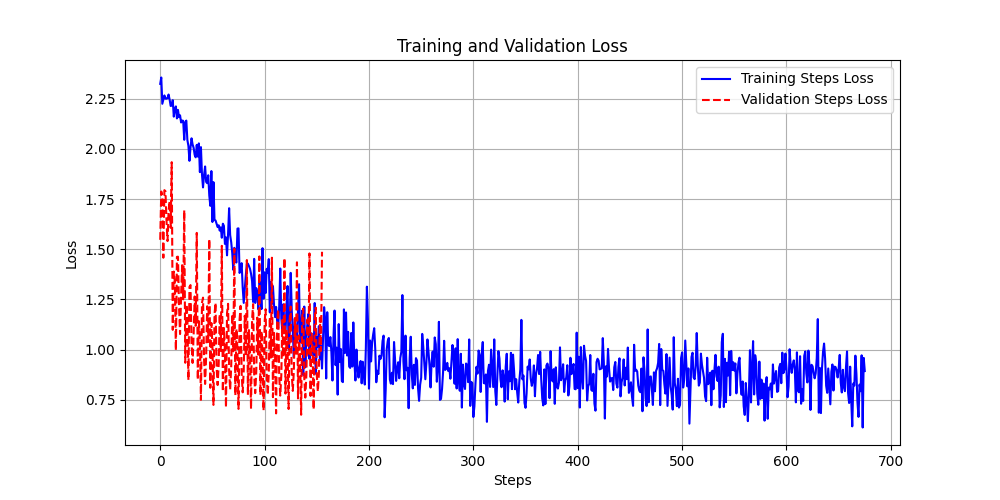 Training and Validation Loss
Training Steps Loss
Validation Steps Loss
2.25
2.00
1.75
1.50
1.25
1.00
0.75
Loss
0 100 200 300 400 500 600 700
Steps